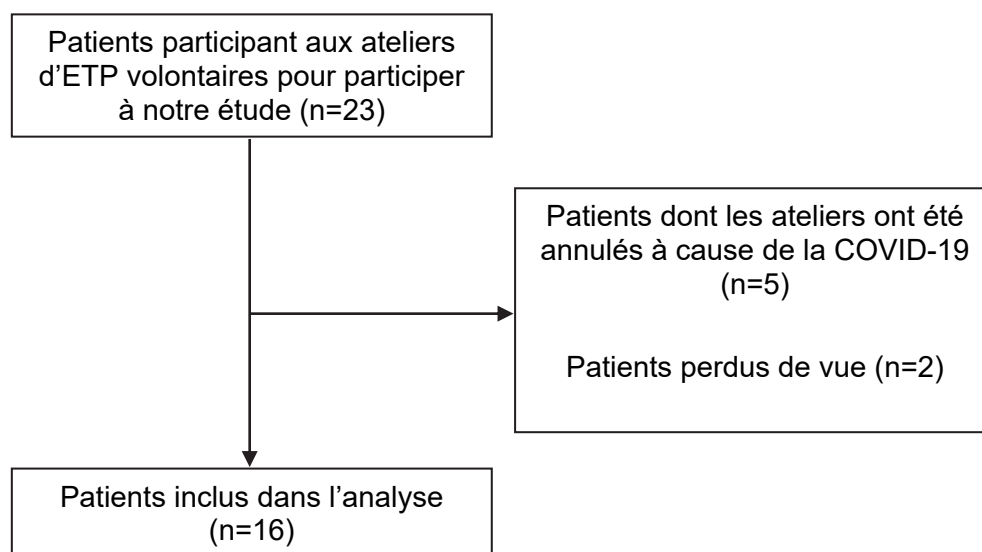 Patients participant aux ateliers
d’ETP volontaires pour participer
à notre étude (n=23)
Patients dont les ateliers ont été
annulés à cause de la COVID-19
(n=5)
Patients perdus de vue (n=2)
Patients inclus dans l’analyse
(n=16)